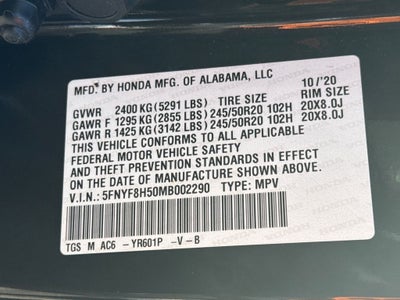 MFD. BY HONDA MFG. OF ALABAMA, LLC
10/'20
GVWR 2400 KG (5291 LBS) TIRE SIZE RIM SIZE
GAWR F 1295 KG (2855 LBS) 245/50R20 102H 20X8.0J
GAWR R 1425 KG (3142 LBS) 245/50R20 102H 20X8.0J
THIS VEHICLE CONFORMS TO ALL APPLICABLE
FEDERAL MOTOR VEHICLE SAFETY
AND THEFT PREVENTION STANDARDS IN EFFECT ON
THE DATE OF MANUFACTURE SHOWN ABOVE.
V.I.N.: 5FNYF8H50MB002290 TYPE: MPV
TGS M AC6 -YR601P -V-B